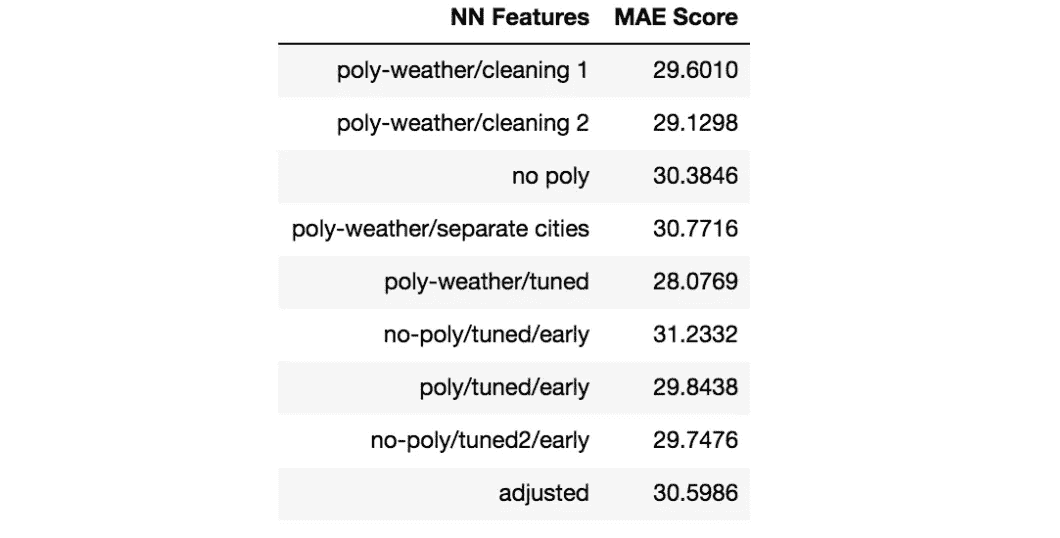 NN Features MAE Score
poly-weather/cleaning 1 29.6010
poly-weather/cleaning 2 29.1298
no poly 30.3846
poly-weather/separate cities 30.7716
poly-weather/tuned 28.0769
no-poly/tuned/early 31.2332
poly/tuned/early 29.8438
no-poly/tuned2/early 29.7476
adjusted 30.5986